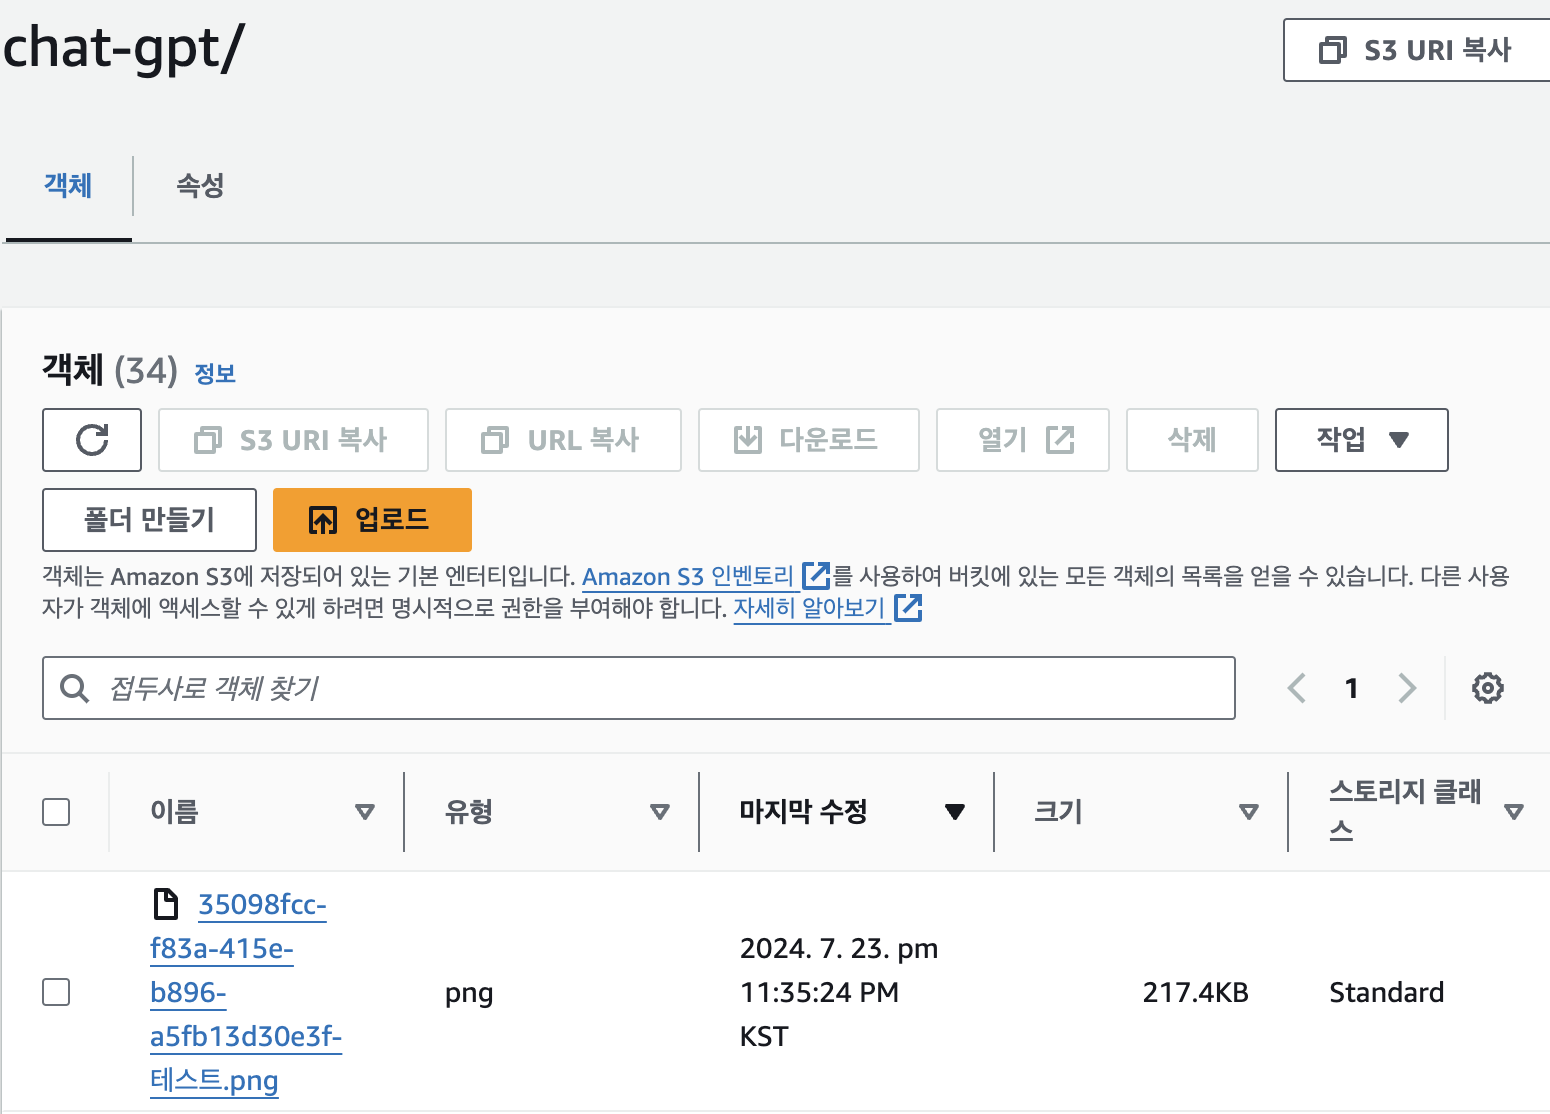 chat-gpt/
S3 URI 복사
객체 속성
객체 (34) 정보
S3 URI 복사 URL 복사 다운로드 열기 삭제 작업
폴더 만들기 업로드
객체는 Amazon S3에 저장되어 있는 기본 엔터티입니다. Amazon S3 인벤토리를 사용하여 버킷에 있는 모든 객체의 목록을 얻을 수 있습니다. 다른 사용
자가 객체에 액세스할 수 있게 하려면 명시적으로 권한을 부여해야 합니다. 자세히 알아보기
접두사로 객체 찾기 1
이름 유형 마지막 수정 크기 스토리지 클래
스
35098fcc-
f83a-415e-
b896-
a5fb13d30e3f-
테스트.png
png
2024. 7. 23. pm
11:35:24 PM
KST
217.4KB
Standard